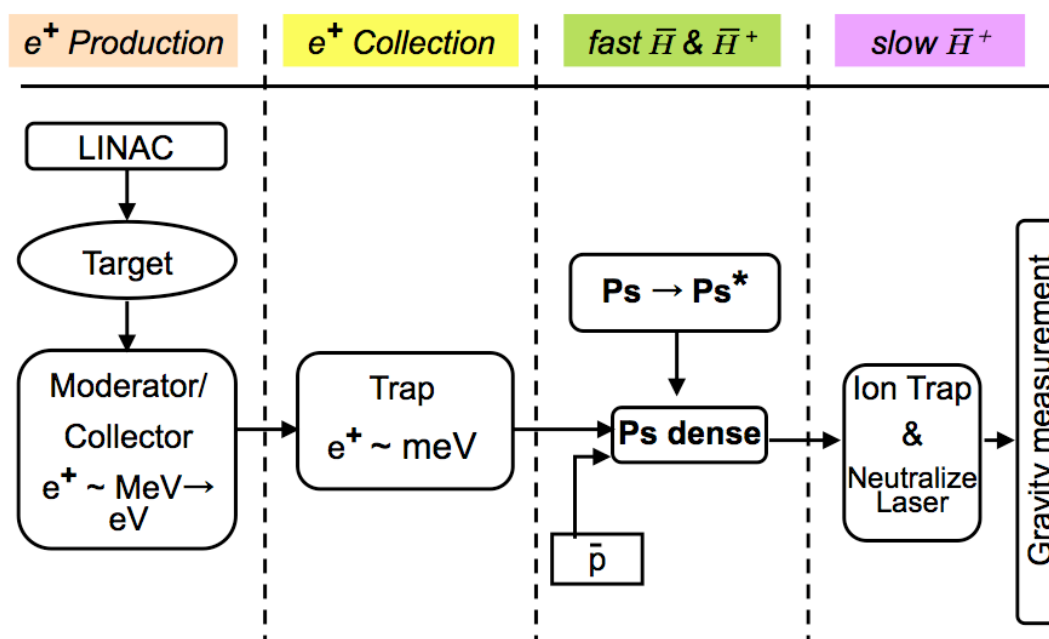 e⁺ Production
e⁺ Collection
fast H̅ & H̅⁺
slow H̅⁺
LINAC
Target
Moderator/
Collector
e⁺ ~ MeV→
eV
Trap
e⁺ ~ meV
Ps → Ps*
Ps dense
p̄
Ion Trap
&
Neutralize
Laser
Gravity measurement